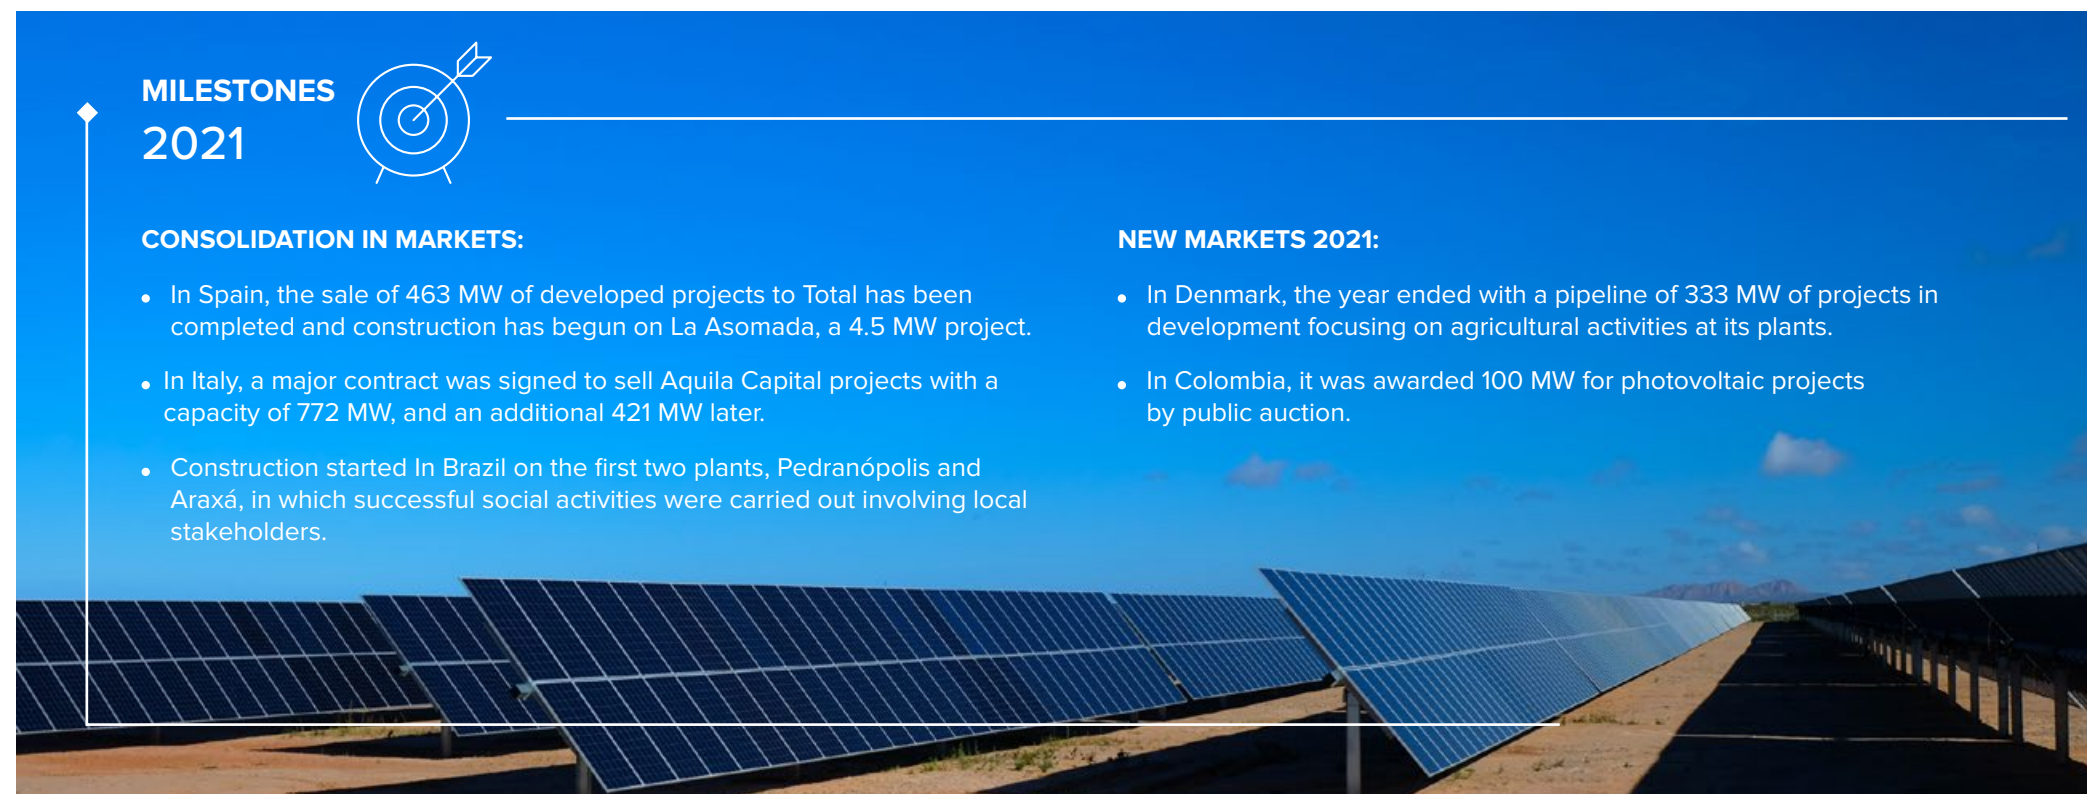 MILESTONES
2021
CONSOLIDATION IN MARKETS:
• In Spain, the sale of 463 MW of developed projects to Total has been
completed and construction has begun on La Asomada, a 4.5 MW project.
• In Italy, a major contract was signed to sell Aquila Capital projects with a
capacity of 772 MW, and an additional 421 MW later.
• Construction started In Brazil on the first two plants, Pedranópolis and
Araxá, in which successful social activities were carried out involving local
stakeholders.
NEW MARKETS 2021:
• In Denmark, the year ended with a pipeline of 333 MW of projects in
development focusing on agricultural activities at its plants.
• In Colombia, it was awarded 100 MW for photovoltaic projects
by public auction.